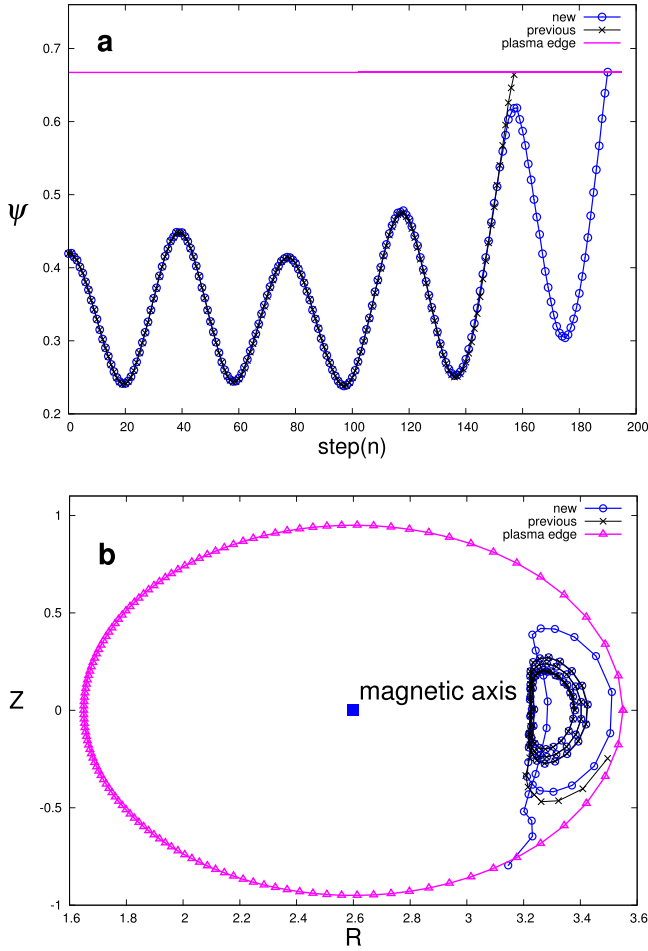 a
new
previous
plasma edge
0.7
0.6
0.5
0.4
0.3
0.2
ψ
0 20 40 60 80 100 120 140 160 180 200
step(n)
b
new
previous
plasma edge
1
0.5
0
-0.5
-1
Z
magnetic axis
1.6 1.8 2 2.2 2.4 2.6 2.8 3 3.2 3.4 3.6
R